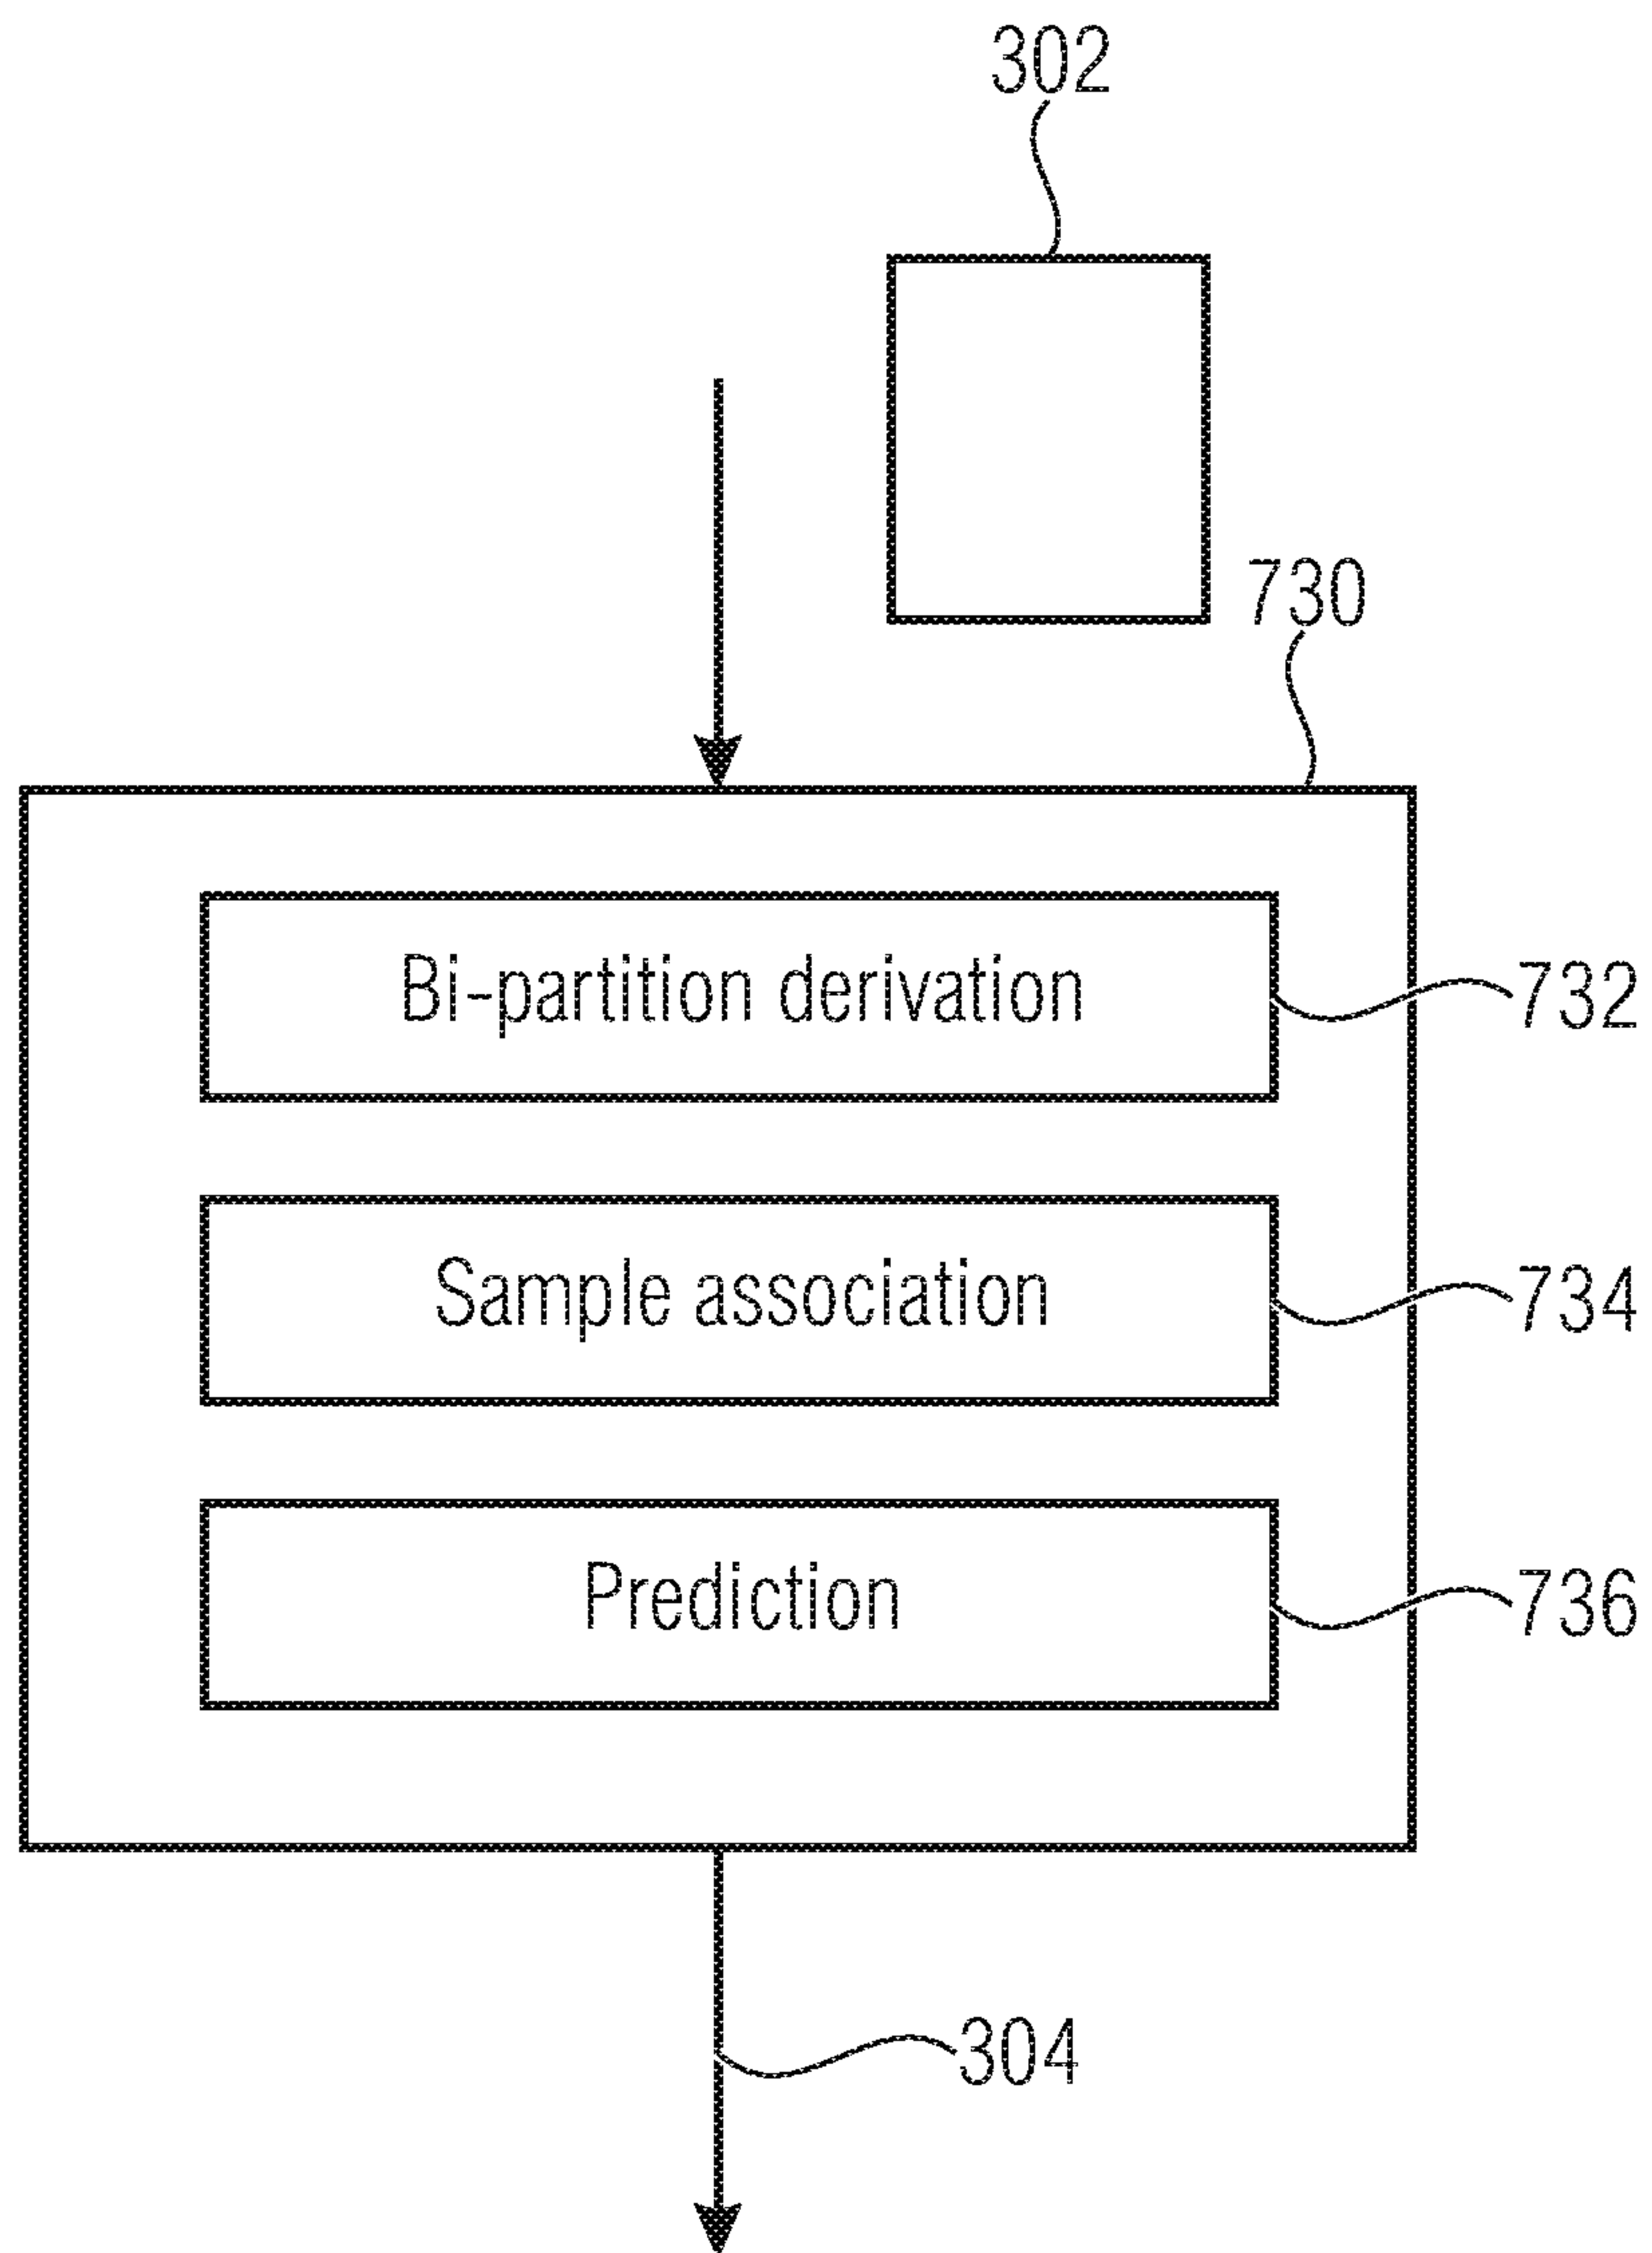 302
730
Bi-partition derivation
732
Sample association
734
Prediction
736
304